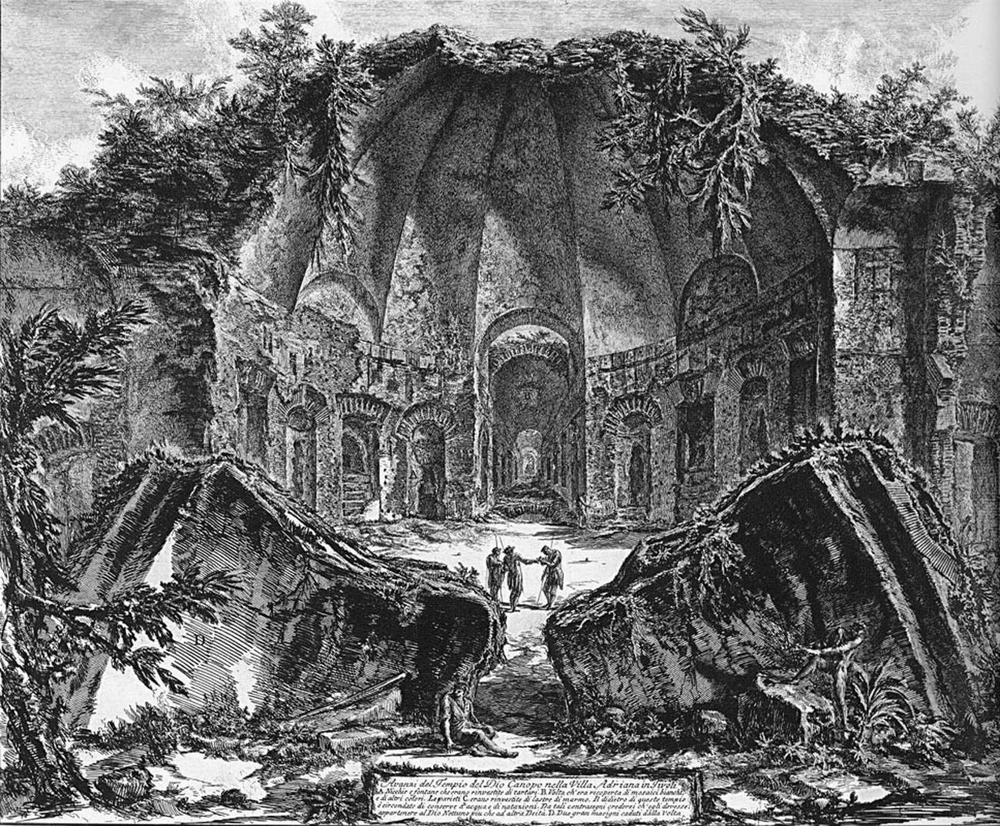 Avanzi del Tempio del Dio Canopo nella Villa Adriana in Tivoli
A. Nicchie e fontane che erano rinvestite di tartari. B. Volta ch'era ricoperta di mosaici bianchi,
e di altri colori. Le pareti C. erano rinvestite di lastre di marmo. Il didietro di questo tempio
è circondato di conserve d'acqua e di natazioni. Da tali contrasegni crederei ch'egli dovesse
appartenere al Dio Nettuno più che ad altra Deità. D. Due gran macigni caduti dalla Volta.